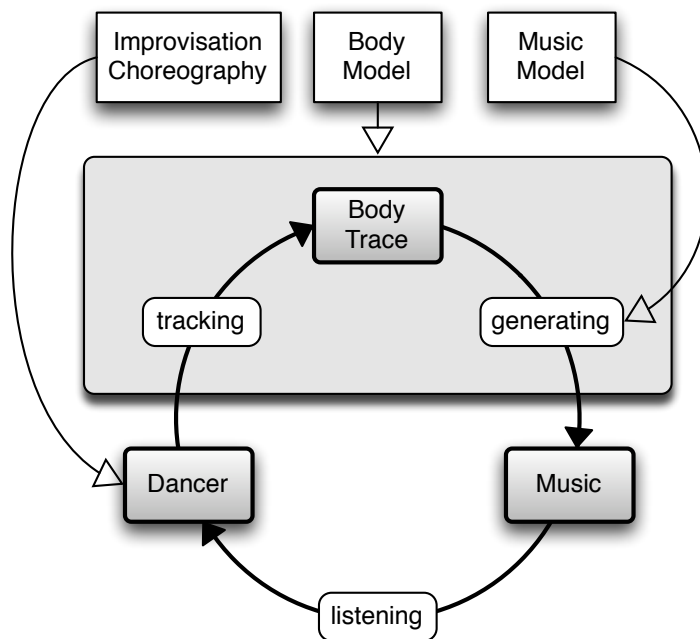 Improvisation
Choreography
Body
Model
Music
Model
Body
Trace
tracking
generating
Dancer
Music
listening